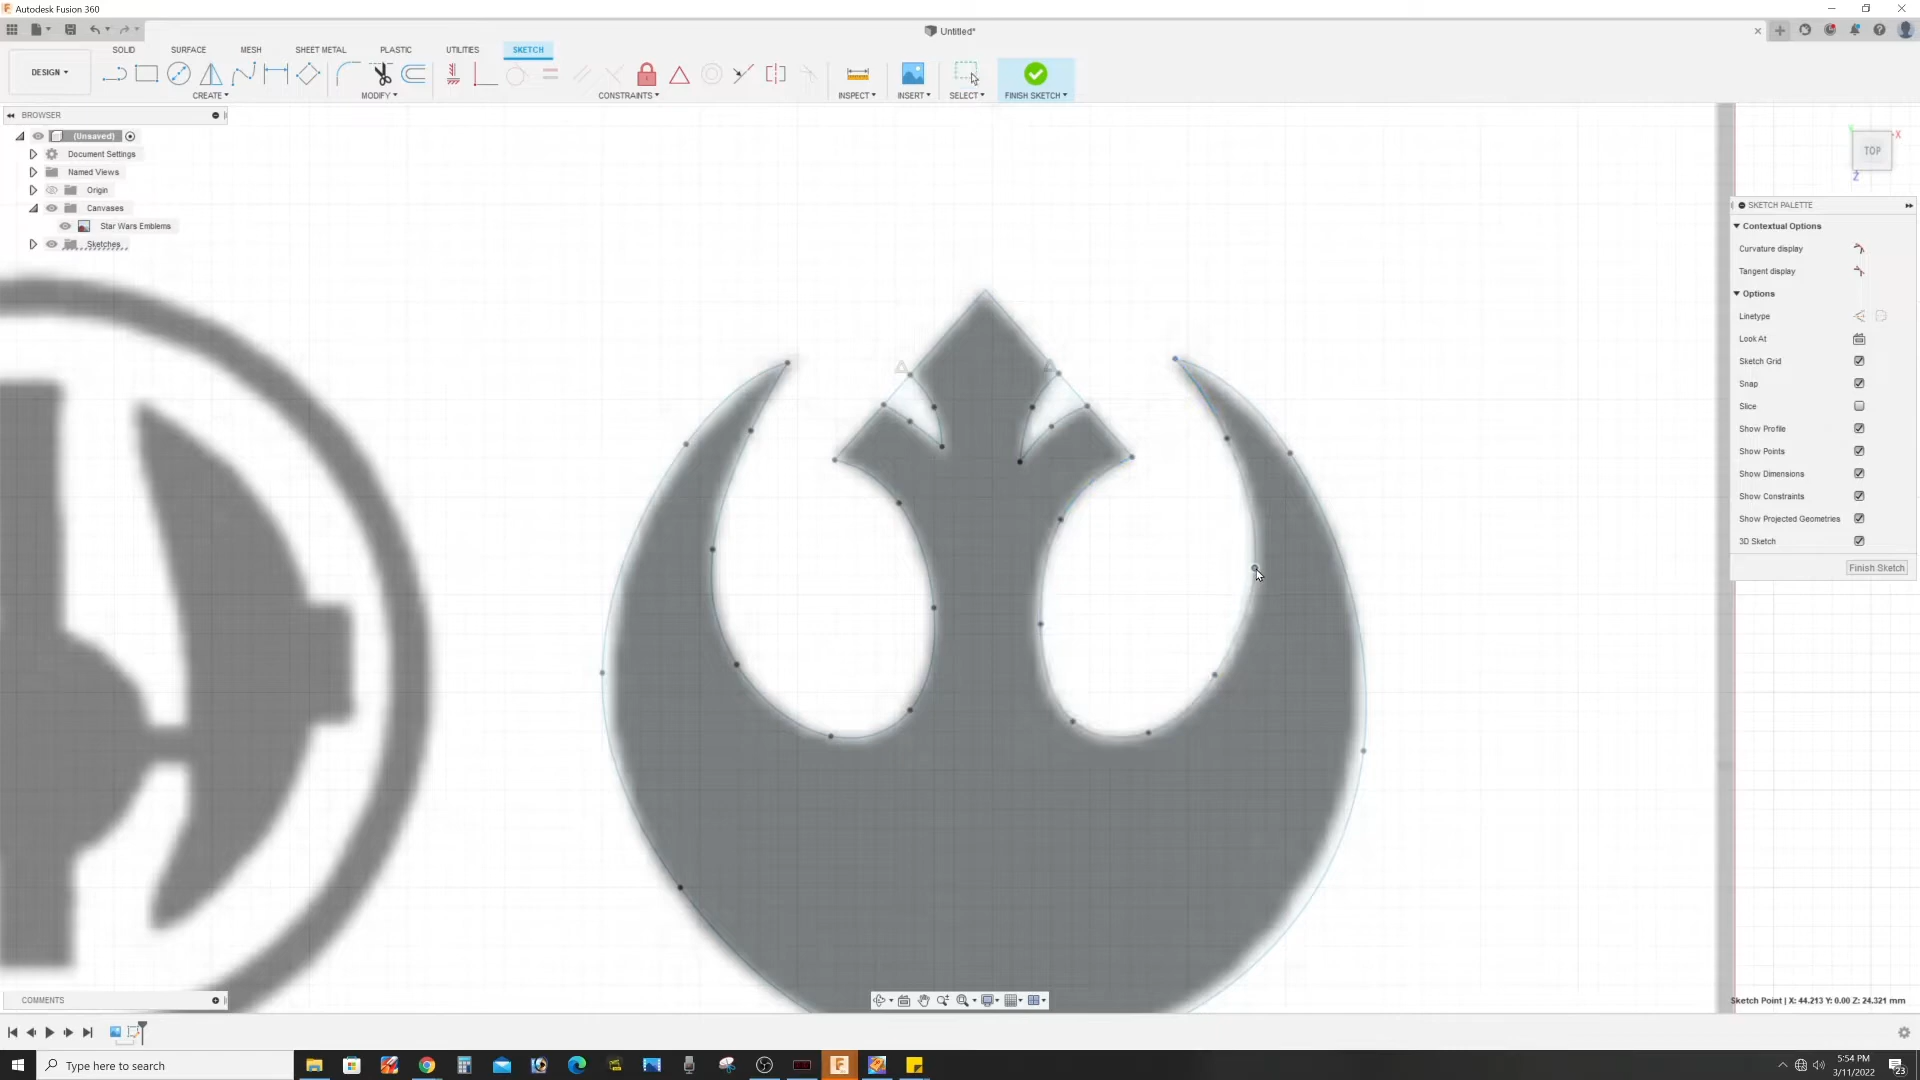 Autodesk Fusion 360
Untitled*
SOLID SURFACE MESH SHEET METAL PLASTIC UTILITIES SKETCH
DESIGN
CREATE MODIFY CONSTRAINTS INSPECT INSERT SELECT FINISH SKETCH
BROWSER
(Unsaved)
Document Settings
Named Views
Origin
Canvases
Star Wars Emblems
Sketches
TOP
X
Z
SKETCH PALETTE
Contextual Options
Curvature display
Tangent display
Options
Linetype
Look At
Sketch Grid
Snap
Slice
Show Profile
Show Points
Show Dimensions
Show Constraints
Show Projected Geometries
3D Sketch
Finish Sketch
COMMENTS
Sketch Point | X: 44.213 Y: 0.00 Z: 24.321 mm
Type here to search
5:54 PM
3/11/2022
23